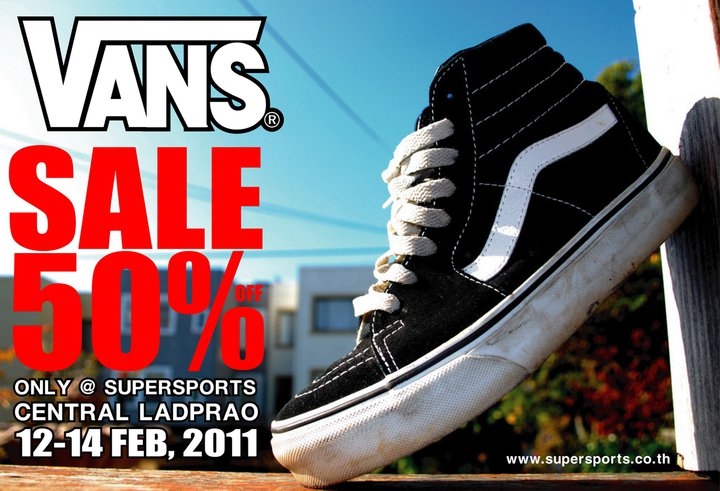 VANS®
SALE
50% OFF
ONLY @ SUPERSPORTS
CENTRAL LADPRAO
12-14 FEB, 2011
www.supersports.co.th